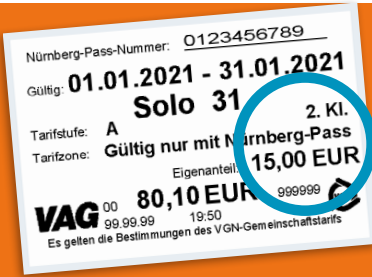 Nürnberg-Pass-Nummer: 0123456789
Gültig: 01.01.2021 - 31.01.2021
Solo 31
2. Kl.
Tarifstufe: A
Tarifzone: Gültig nur mit Nürnberg-Pass
Eigenanteil: 15,00 EUR
VAG 00 80,10 EUR 999999
99.99.99 19:50
Es gelten die Bestimmungen des VGN-Gemeinschaftstarifs